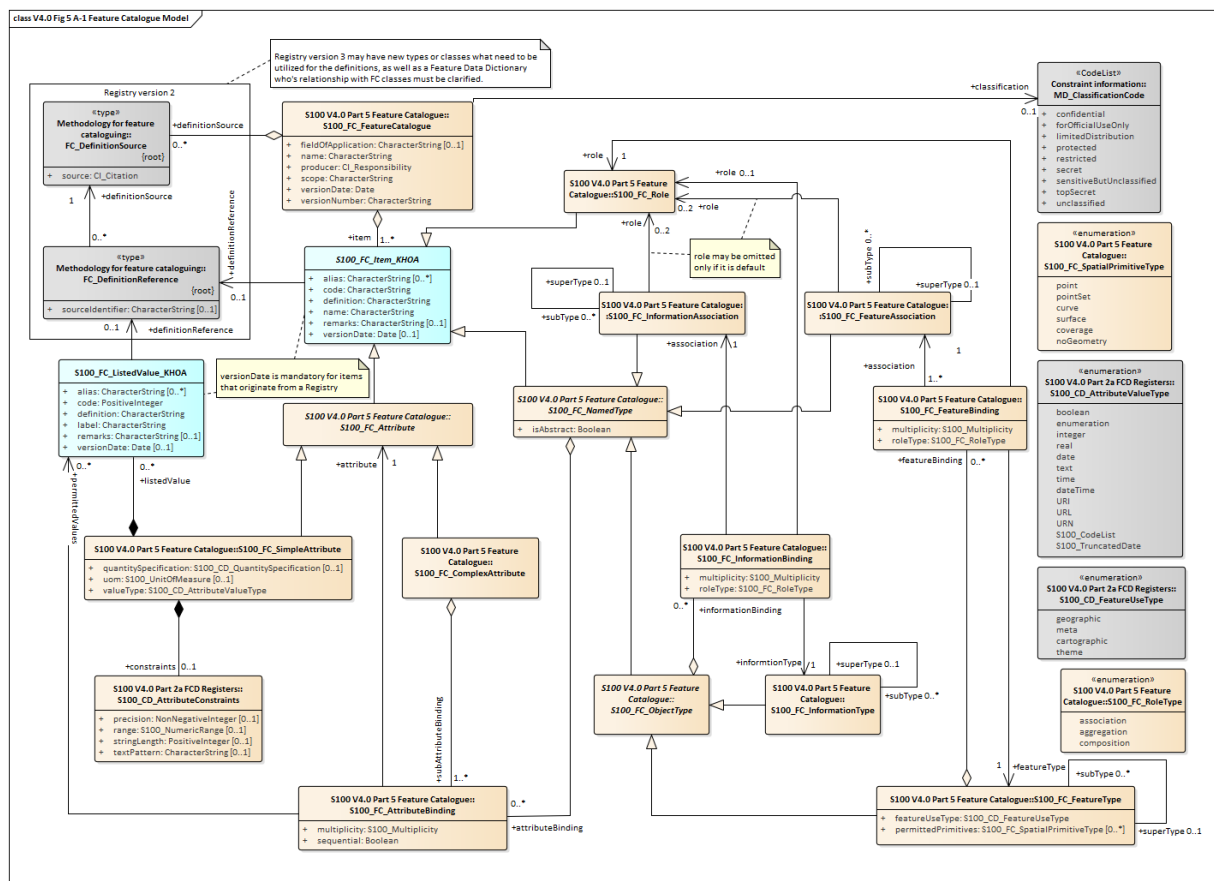 class V4.0 Fig 5 A-1 Feature Catalogue Model
Registry version 3 may have new types or classes what need to be
utilized for the definitions, as well as a Feature Data Dictionary
who's relationship with FC classes must be clarified.
Registry version 2
«type»
Methodology for feature
cataloguing::
FC_DefinitionSource
{root}
+ source: CI_Citation
+definitionSource
0..*
S100 V4.0 Part 5 Feature Catalogue::
S100_FC_FeatureCatalogue
+ fieldOfApplication: CharacterString [0..1]
+ name: CharacterString
+ producer: CI_Responsibility
+ scope: CharacterString
+ versionDate: Date
+ versionNumber: CharacterString
+classification
0..1
«CodeList»
Constraint information::
MD_ClassificationCode
+ confidential
+ forOfficialUseOnly
+ limitedDistribution
+ protected
+ restricted
+ secret
+ sensitiveButUnclassified
+ topSecret
+ unclassified
+definitionSource
1
0..*
«type»
Methodology for feature cataloguing::
FC_DefinitionReference
{root}
+ sourceIdentifier: CharacterString [0..1]
+definitionReference
0..1
0..1
+definitionReference
+item
1..*
S100_FC_Item_KHOA
+ alias: CharacterString [0..*]
+ code: CharacterString
+ definition: CharacterString
+ name: CharacterString
+ remarks: CharacterString [0..1]
+ versionDate: Date [0..1]
S100 V4.0 Part 5 Feature
Catalogue::S100_FC_Role
+role
1
+role 0..1
0..2 +role
+role
0..2
role may be omitted
only if it is default
+superType 0..1
+subType 0..*
S100 V4.0 Part 5 Feature Catalogue::
:S100_FC_InformationAssociation
+subType 0..*
+superType 0..1
S100 V4.0 Part 5 Feature Catalogue::
:S100_FC_FeatureAssociation
«enumeration»
S100 V4.0 Part 5 Feature
Catalogue::
S100_FC_SpatialPrimitiveType
point
pointSet
curve
surface
coverage
noGeometry
S100_FC_ListedValue_KHOA
+ alias: CharacterString [0..*]
+ code: PositiveInteger
+ definition: CharacterString
+ label: CharacterString
+ remarks: CharacterString [0..1]
+ versionDate: Date [0..1]
versionDate is mandatory for items
that originate from a Registry
S100 V4.0 Part 5 Feature Catalogue::
S100_FC_Attribute
S100 V4.0 Part 5 Feature Catalogue::
S100_FC_NamedType
+ isAbstract: Boolean
+association
1
+association
1
1..*
S100 V4.0 Part 5 Feature Catalogue::
S100_FC_FeatureBinding
+ multiplicity: S100_Multiplicity
+ roleType: S100_FC_RoleType
+featureBinding
0..*
«enumeration»
S100 V4.0 Part 2a FCD Registers::
S100_CD_AttributeValueType
boolean
enumeration
integer
real
date
text
time
dateTime
URI
URL
URN
S100_CodeList
S100_TruncatedDate
0..*
+permittedValues
0..*
+listedValue
+attribute
1
S100 V4.0 Part 5 Feature Catalogue::S100_FC_SimpleAttribute
+ quantitySpecification: S100_CD_QuantitySpecification [0..1]
+ uom: S100_UnitOfMeasure [0..1]
+ valueType: S100_CD_AttributeValueType
S100 V4.0 Part 5 Feature
Catalogue::
S100_FC_ComplexAttribute
S100 V4.0 Part 5 Feature Catalogue::
S100_FC_InformationBinding
+ multiplicity: S100_Multiplicity
+ roleType: S100_FC_RoleType
0..*
+informationBinding
«enumeration»
S100 V4.0 Part 2a FCD Registers::
S100_CD_FeatureUseType
geographic
meta
cartographic
theme
+constraints
0..1
S100 V4.0 Part 2a FCD Registers::
S100_CD_AttributeConstraints
+ precision: NonNegativeInteger [0..1]
+ range: S100_NumericRange [0..1]
+ stringLength: PositiveInteger [0..1]
+ textPattern: CharacterString [0..1]
+informtionType
1
+superType 0..1
+subType 0..*
S100 V4.0 Part 5 Feature
Catalogue::
S100_FC_ObjectType
S100 V4.0 Part 5 Feature
Catalogue::
S100_FC_InformationType
«enumeration»
S100 V4.0 Part 5 Feature
Catalogue::S100_FC_RoleType
association
aggregation
composition
+subAttributeBinding
1..*
S100 V4.0 Part 5 Feature Catalogue::
S100_FC_AttributeBinding
+ multiplicity: S100_Multiplicity
+ sequential: Boolean
0..*
+attributeBinding
1
+featureType
+subType 0..*
S100 V4.0 Part 5 Feature Catalogue::S100_FC_FeatureType
+ featureUseType: S100_CD_FeatureUseType
+ permittedPrimitives: S100_FC_SpatialPrimitiveType [0..*]
+superType 0..1